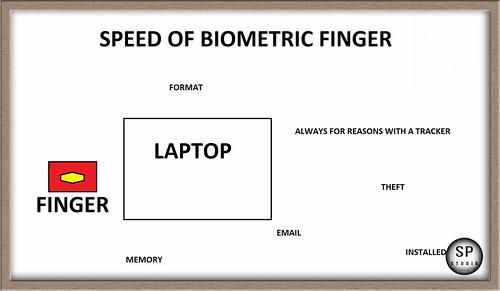 SPEED OF BIOMETRIC FINGER
FORMAT
ALWAYS FOR REASONS WITH A TRACKER
LAPTOP
THEFT
FINGER
EMAIL
MEMORY
INSTALLED
SP
STUDIO